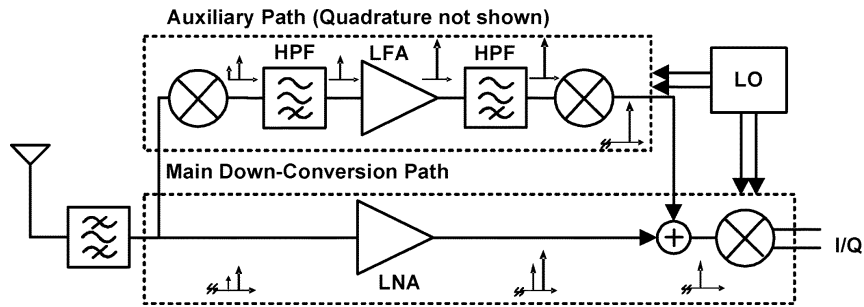 Auxiliary Path (Quadrature not shown)
HPF
LFA
HPF
LO
Main Down-Conversion Path
LNA
I/Q